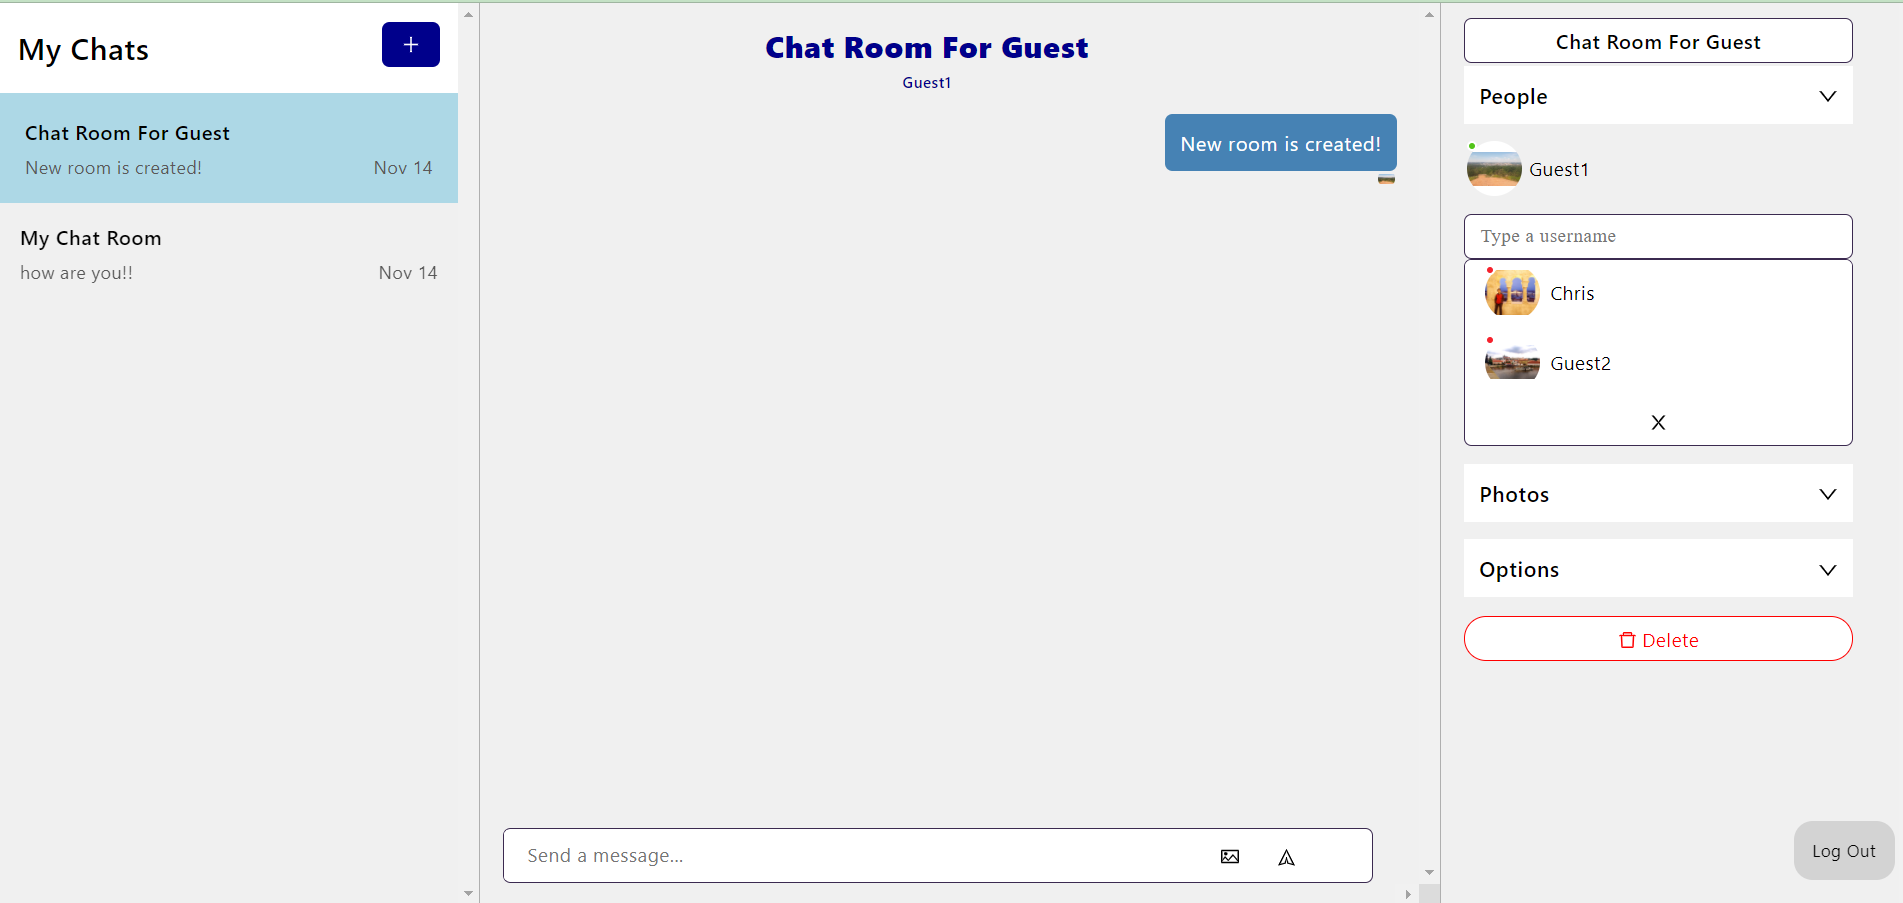 My Chats
+
Chat Room For Guest
New room is created!
Nov 14
My Chat Room
how are you!!
Nov 14
Chat Room For Guest
Guest1
New room is created!
Send a message...
Chat Room For Guest
People
Guest1
Type a username
Chris
Guest2
X
Photos
Options
Delete
Log Out